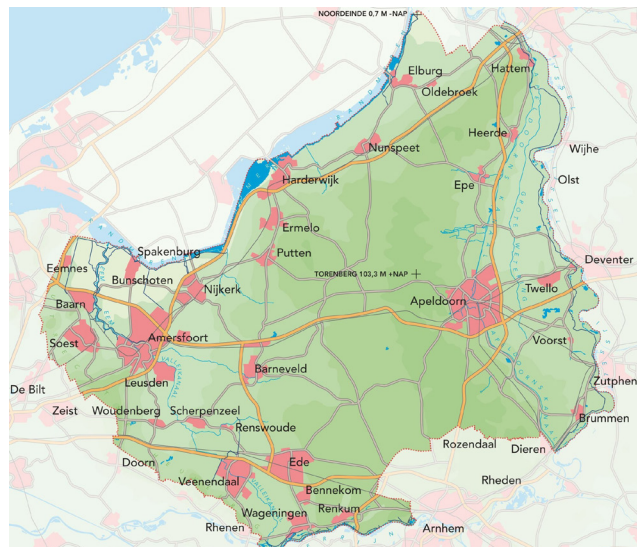 NOORDEINDE 0,7 M -NAP
Elburg
Hattem
Oldebroek
Heerde
Nunspeet
Wijhe
Harderwijk
Epe
Olst
Ermelo
Spakenburg
Putten
Deventer
Eemnes
Bunschoten
TORENBERG 103,3 M +NAP
Nijkerk
Twello
Baarn
Apeldoorn
Soest
Amersfoort
Voorst
Barneveld
Leusden
Zutphen
De Bilt
Zeist
Woudenberg
Scherpenzeel
Brummen
Renswoude
Rozendaal
Dieren
Doorn
Ede
Rheden
Veenendaal
Bennekom
Wageningen
Renkum
Rhenen
Arnhem